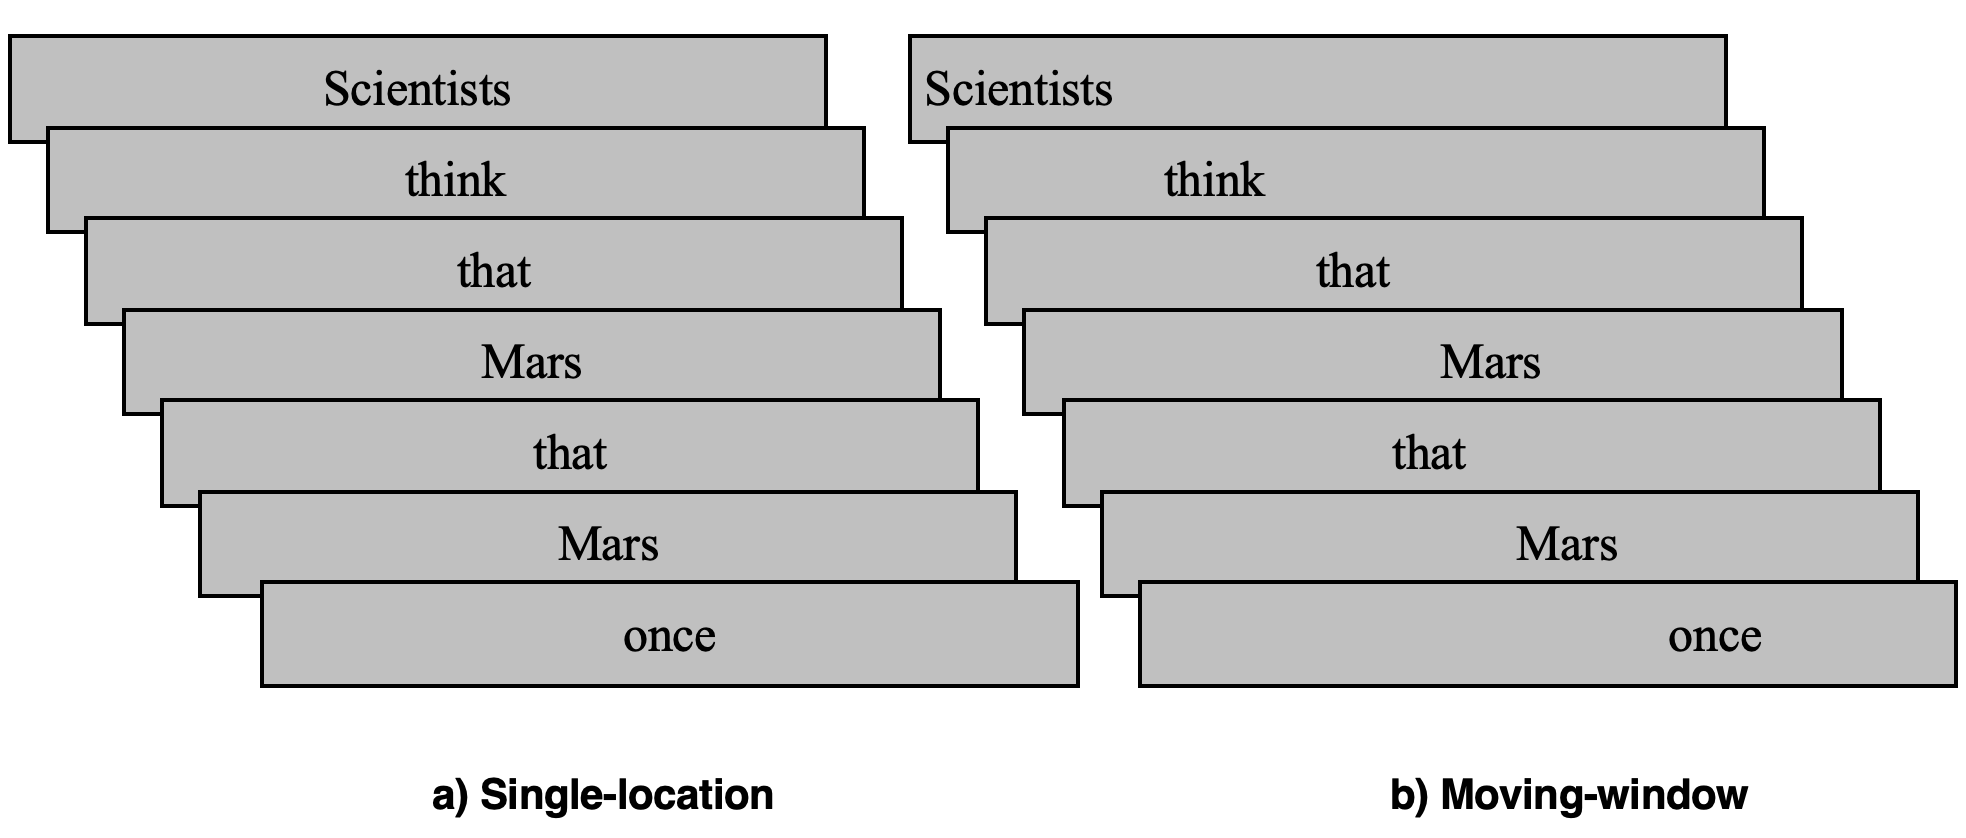 Scientists
think
that
Mars
that
Mars
once
a) Single-location
Scientists
think
that
Mars
that
Mars
once
b) Moving-window